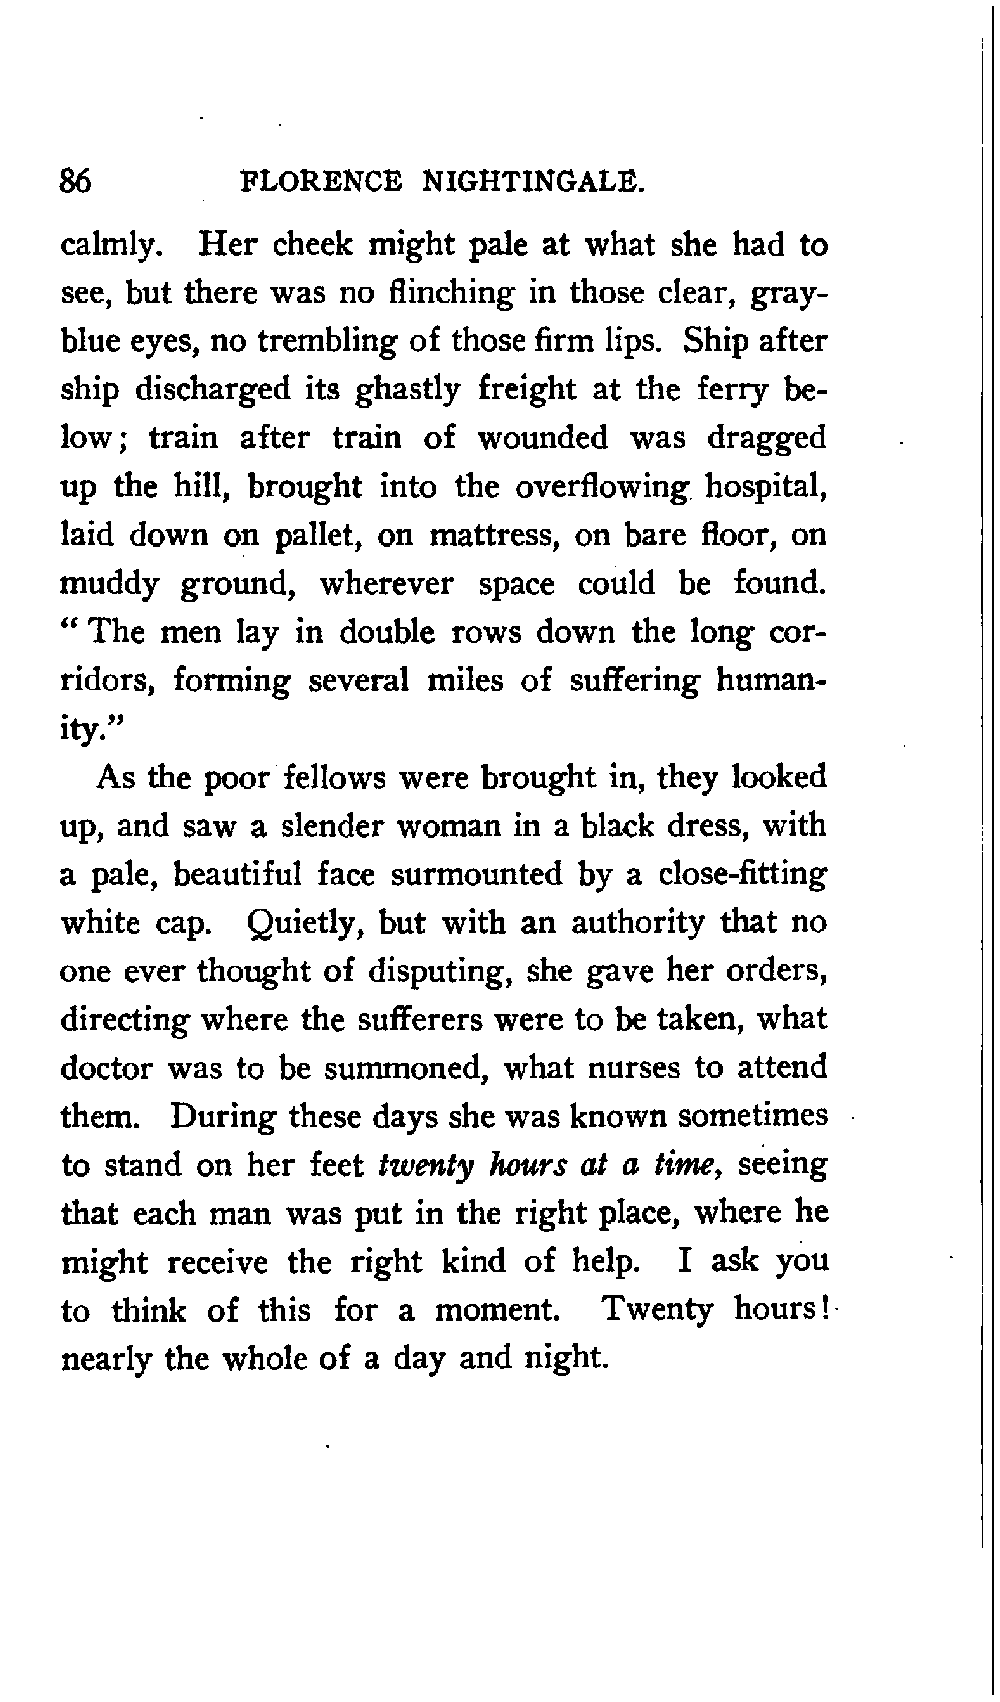 86 FLORENCE NIGHTINGALE.
calmly. Her cheek might pale at what she had to
see, but there was no flinching in those clear, gray-
blue eyes, no trembling of those firm lips. Ship after
ship discharged its ghastly freight at the ferry be-
low; train after train of wounded was dragged
up the hill, brought into the overflowing hospital,
laid down on pallet, on mattress, on bare floor, on
muddy ground, wherever space could be found.
“The men lay in double rows down the long cor-
ridors, forming several miles of suffering human-
ity.”
As the poor fellows were brought in, they looked
up, and saw a slender woman in a black dress, with
a pale, beautiful face surmounted by a close-fitting
white cap. Quietly, but with an authority that no
one ever thought of disputing, she gave her orders,
directing where the sufferers were to be taken, what
doctor was to be summoned, what nurses to attend
them. During these days she was known sometimes
to stand on her feet twenty hours at a time, seeing
that each man was put in the right place, where he
might receive the right kind of help. I ask you
to think of this for a moment. Twenty hours!
nearly the whole of a day and night.